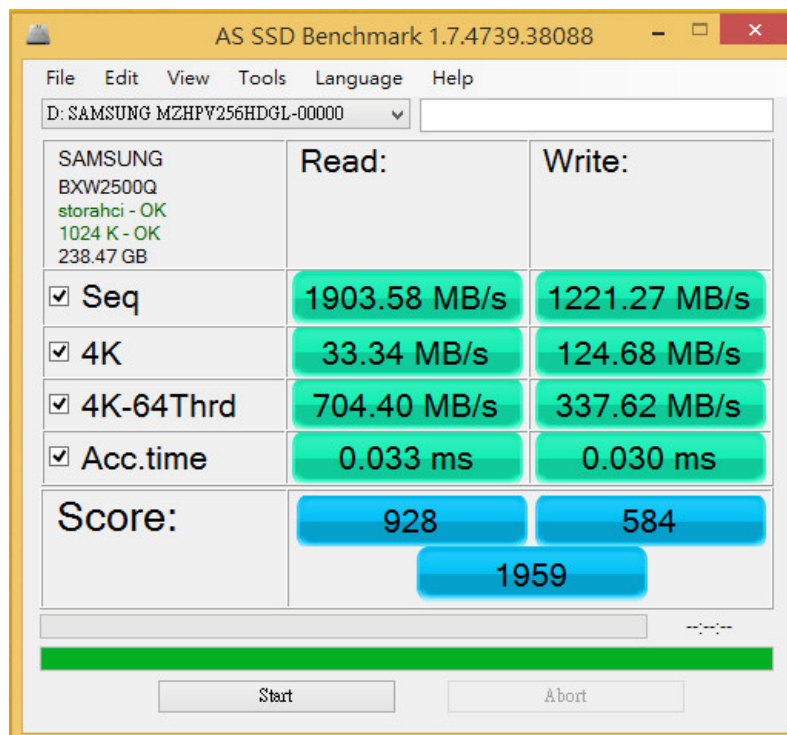 AS SSD Benchmark 1.7.4739.38088
File Edit View Tools Language Help
D: SAMSUNG MZHPV256HDGL-00000
SAMSUNG
BXW2500Q
storahci - OK
1024 K - OK
238.47 GB
Read: Write:
Seq 1903.58 MB/s 1221.27 MB/s
4K 33.34 MB/s 124.68 MB/s
4K-64Thrd 704.40 MB/s 337.62 MB/s
Acc.time 0.033 ms 0.030 ms
Score: 928 584
1959
--:--:--
Start Abort